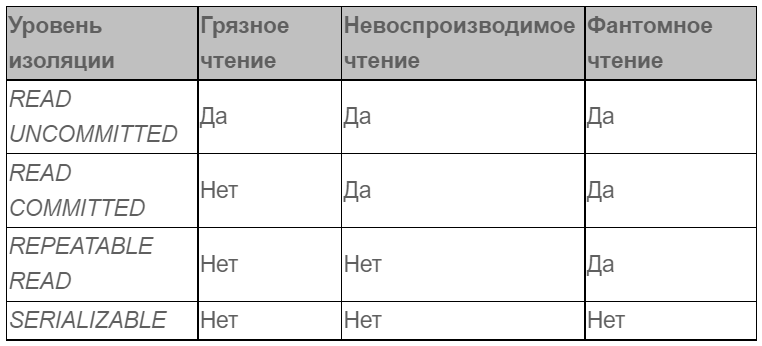 Уровень изоляции Грязное чтение Невоспроизводимое чтение Фантомное чтение
READ UNCOMMITTED Да Да Да
READ COMMITTED Нет Да Да
REPEATABLE READ Нет Нет Да
SERIALIZABLE Нет Нет Нет